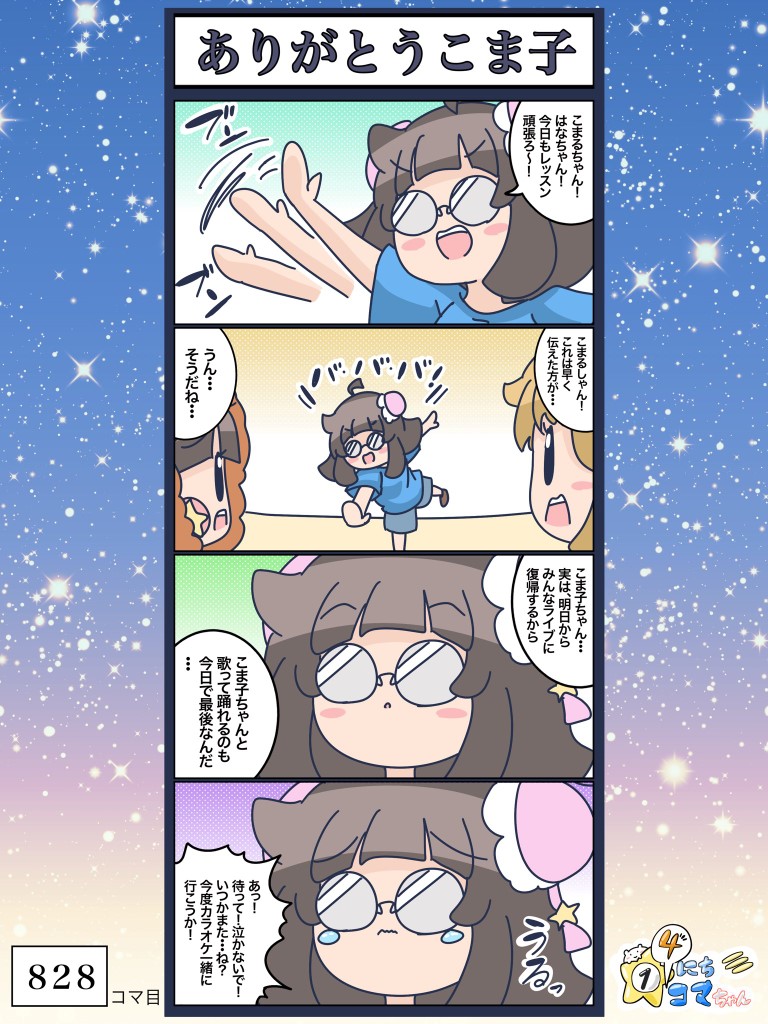 ありがとうこま子
こまるちゃん!
はなちゃん!
今日もレッスン
頑張ろ〜!
ブン
ブン
こまるしゃん!
これは早く
伝えた方が…
バババババッ
うん…
そうだね…
こま子ちゃん…
実は、明日から
みんなライブに
復帰するから
こま子ちゃんと
歌って踊れるのも
今日で最後なんだ
…
あっ!
待って!泣かないで!
いつかまた…ね?
今度カラオケ一緒に
行こうか!
うるっ
828
コマ目
1
にち
4
コマ
ちゃん